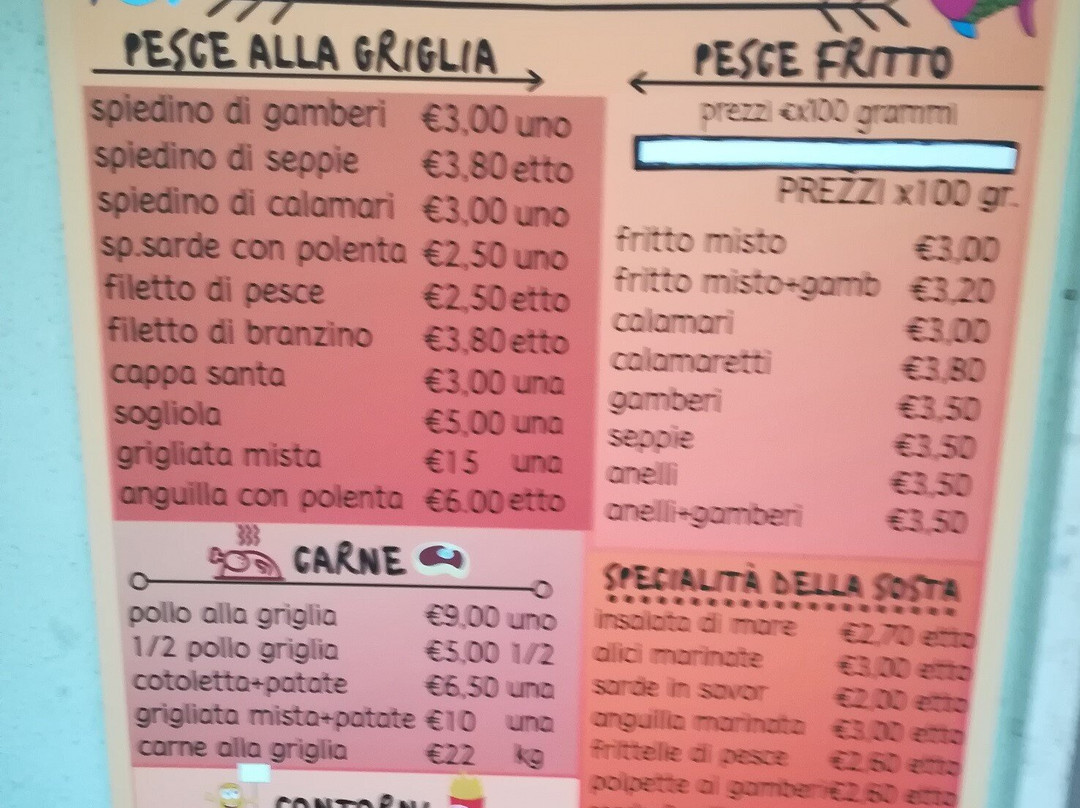 PESCE ALLA GRIGLIA
spiedino di gamberi €3,00 uno
spiedino di seppie €3,80 etto
spiedino di calamari €3,00 uno
sp.sarde con polenta €2,50 uno
filetto di pesce €2,50 etto
filetto di branzino €3,80 etto
cappa santa €3,00 una
sogliola €5,00 una
grigliata mista €15 una
anguilla con polenta €6.00 etto
CARNE
pollo alla griglia €9,00 uno
1/2 pollo griglia €5,00 1/2
cotoletta+patate €6,50 una
grigliata mista+patate €10 una
carne alla griglia €22 kg
CONTORNI
PESCE FRITTO
prezzi €x100 grammi
PREZZI x100 gr.
fritto misto €3,00
fritto misto+gamb €3,20
calamari €3,00
calamaretti €3,80
gamberi €3,50
seppie €3,50
anelli €3,50
anelli+gamberi €3,50
SPECIALITÀ DELLA SOSTA
insalata di mare €2,70 etto
alici marinate €3,00 etto
sarde in savor €2,00 etto
anguilla marinata €3,00 etto
frittelle di pesce €2,60 etto
polpette di gamberi €2,60 etto